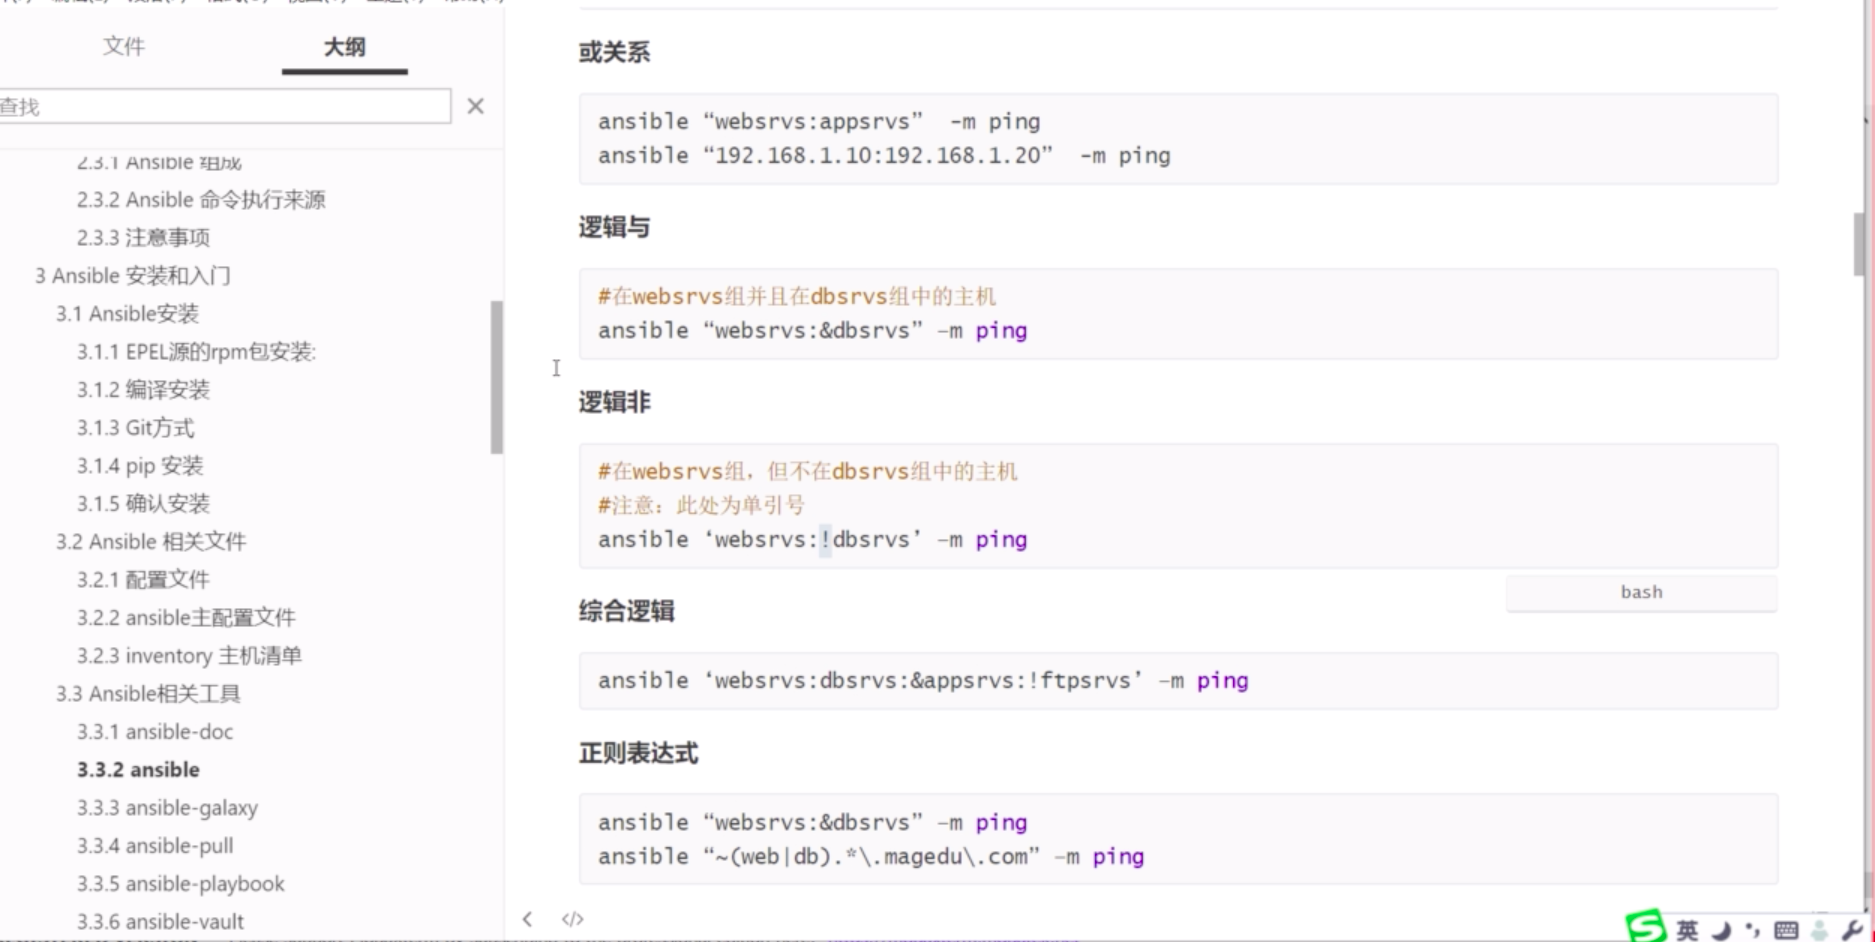 文件
大纲
查找
2.3.1 Ansible 组成
2.3.2 Ansible 命令执行来源
2.3.3 注意事项
3 Ansible 安装和入门
3.1 Ansible安装
3.1.1 EPEL源的rpm包安装:
3.1.2 编译安装
3.1.3 Git方式
3.1.4 pip 安装
3.1.5 确认安装
3.2 Ansible 相关文件
3.2.1 配置文件
3.2.2 ansible主配置文件
3.2.3 inventory 主机清单
3.3 Ansible相关工具
3.3.1 ansible-doc
3.3.2 ansible
3.3.3 ansible-galaxy
3.3.4 ansible-pull
3.3.5 ansible-playbook
3.3.6 ansible-vault
或关系
ansible “websrvs:appsrvs”  -m ping
ansible “192.168.1.10:192.168.1.20”  -m ping
逻辑与
#在websrvs组并且在dbsrvs组中的主机
ansible “websrvs:&dbsrvs” –m ping
逻辑非
#在websrvs组，但不在dbsrvs组中的主机
#注意：此处为单引号
ansible ‘websrvs:!dbsrvs’ –m ping
bash
综合逻辑
ansible ‘websrvs:dbsrvs:&appsrvs:!ftpsrvs’ –m ping
正则表达式
ansible “websrvs:&dbsrvs” –m ping
ansible “~(web|db).*\.magedu\.com” –m ping
</>
S 英